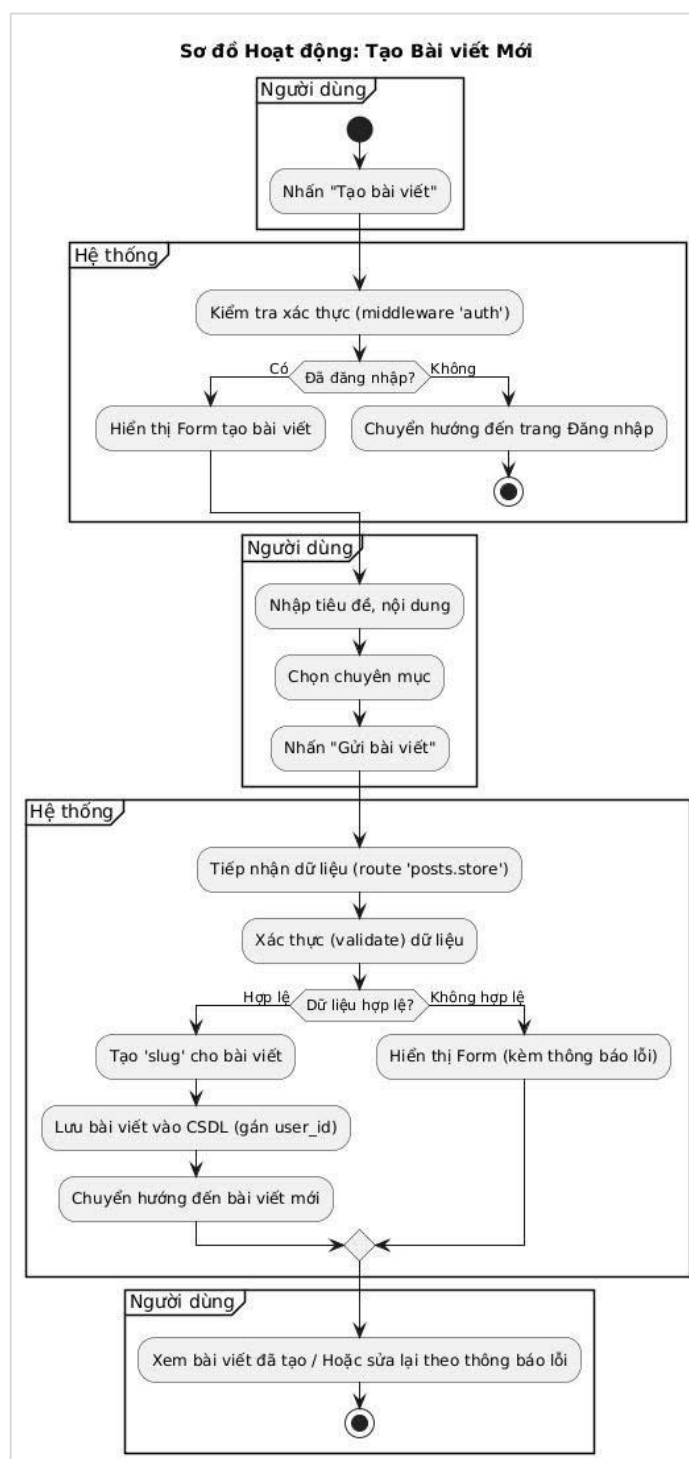 Sơ đồ Hoạt động: Tạo Bài viết Mới
Người dùng
Nhấn "Tạo bài viết"
Hệ thống
Kiểm tra xác thực (middleware 'auth')
Có
Đã đăng nhập?
Không
Hiển thị Form tạo bài viết
Chuyển hướng đến trang Đăng nhập
Người dùng
Nhập tiêu đề, nội dung
Chọn chuyên mục
Nhấn "Gửi bài viết"
Hệ thống
Tiếp nhận dữ liệu (route 'posts.store')
Xác thực (validate) dữ liệu
Hợp lệ
Dữ liệu hợp lệ?
Không hợp lệ
Tạo 'slug' cho bài viết
Hiển thị Form (kèm thông báo lỗi)
Lưu bài viết vào CSDL (gán user_id)
Chuyển hướng đến bài viết mới
Người dùng
Xem bài viết đã tạo / Hoặc sửa lại theo thông báo lỗi